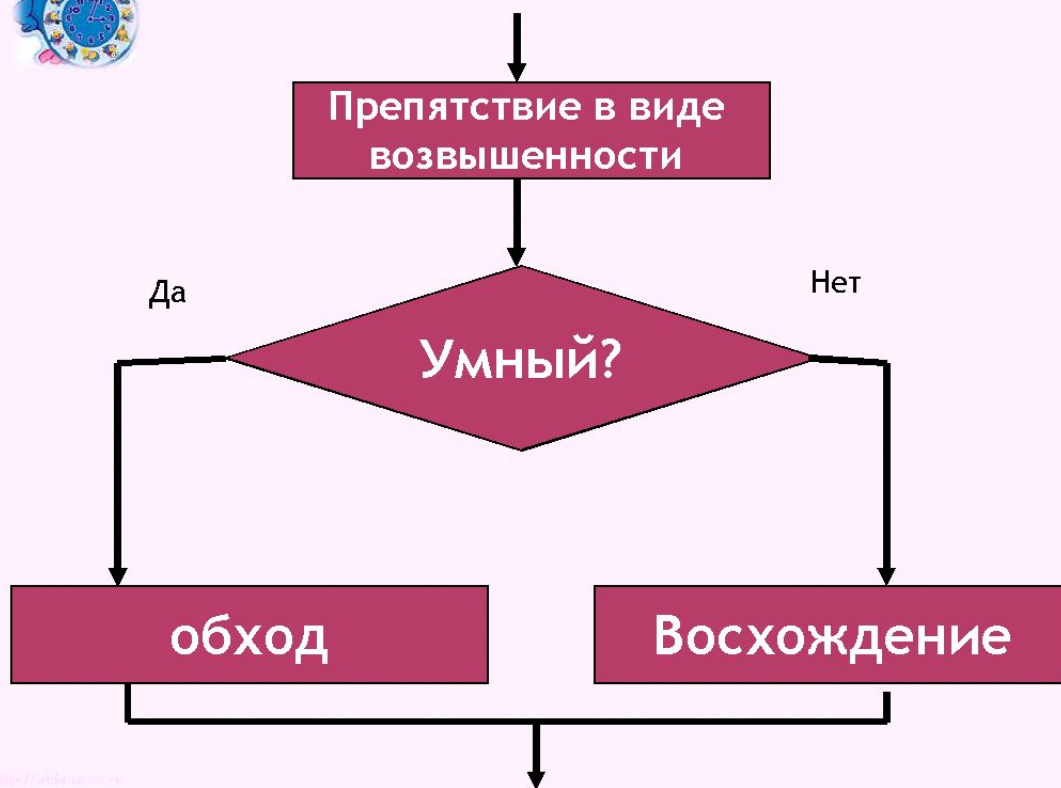 Препятствие в виде
возвышенности
Да
Нет
Умный?
обход
Восхождение